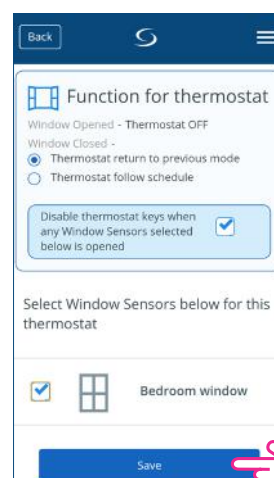 Back
Function for thermostat
Window Opened - Thermostat OFF
Window Closed -
Thermostat return to previous mode
Thermostat follow schedule
Disable thermostat keys when
any Window Sensors selected
below is opened
Select Window Sensors below for this
thermostat
Bedroom window
Save